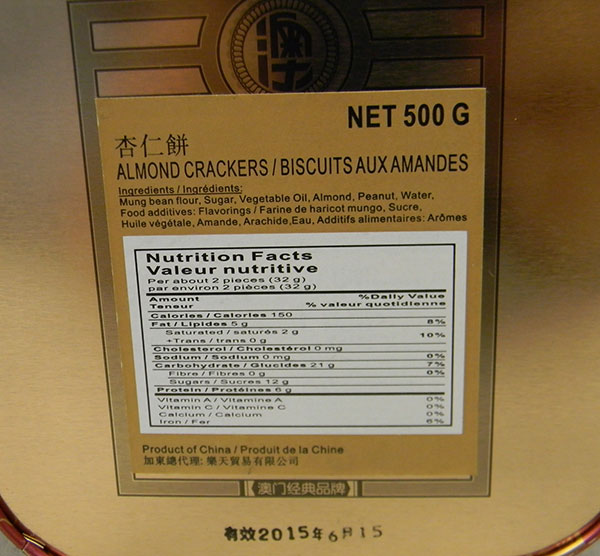 NET 500 G
杏仁餅
ALMOND CRACKERS / BISCUITS AUX AMANDES
Ingredients / Ingrédients:
Mung bean flour, Sugar, Vegetable Oil, Almond, Peanut, Water,
Food additives: Flavorings / Farine de haricot mungo, Sucre,
Huile végétale, Amande, Arachide,Eau, Additifs alimentaires: Arômes
Nutrition Facts
Valeur nutritive
Per about 2 pieces (32 g)
par environ 2 pièces (32 g)
Amount %Daily Value
Teneur % valeur quotidienne
Calories / Calories 150
Fat / Lipides 5 g 8%
Saturated / saturés 2 g
+Trans / trans 0 g 10%
Cholesterol / Cholestérol 0 mg
Sodium / Sodium 0 mg 0%
Carbohydrate / Glucides 21 g 7%
Fibre / Fibres 0 g 0%
Sugars / Sucres 12 g
Protein / Protéines 6 g
Vitamin A / Vitamine A 0%
Vitamin C / Vitamine C 0%
Calcium / Calcium 0%
Iron / Fer 6%
Product of China / Produit de la Chine
加東總代理: 樂天貿易有限公司
澳门经典品牌
有效2015年6月15